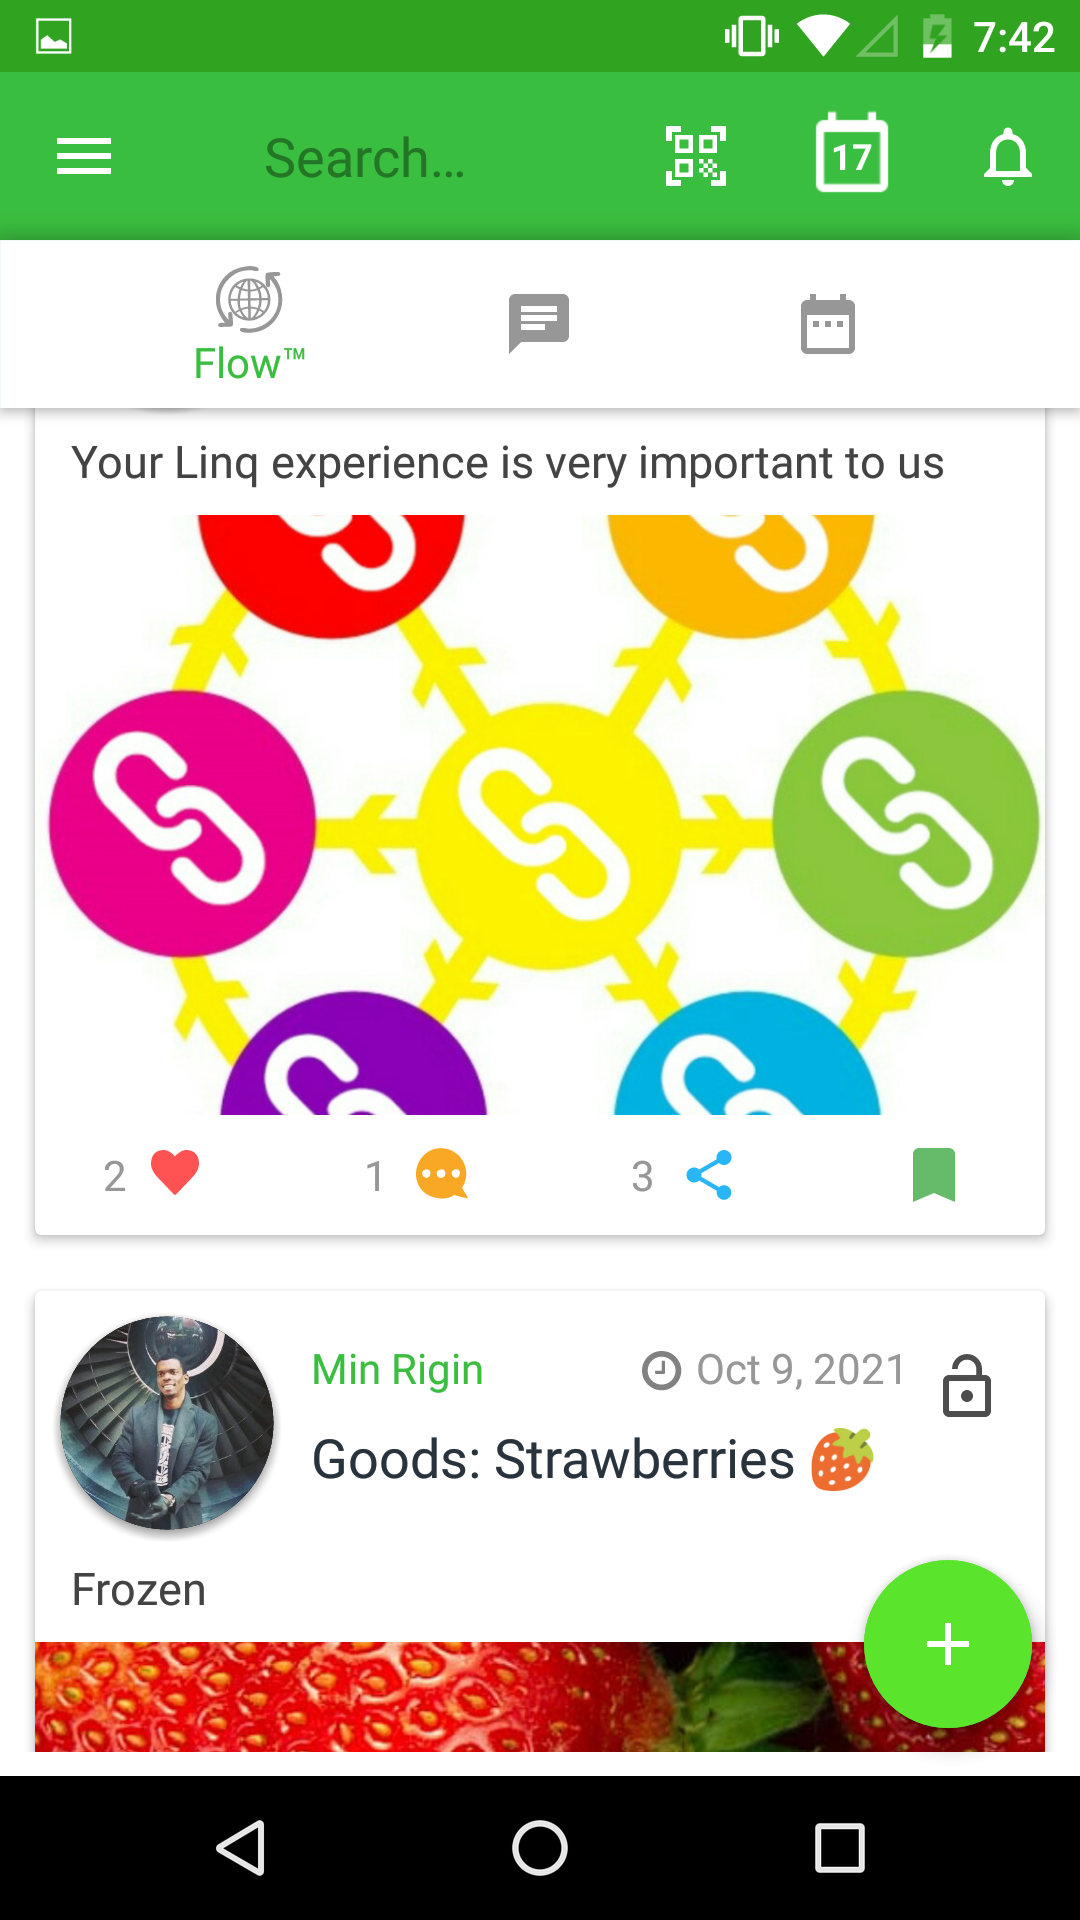 7:42
Search...
17
Flow™
Your Linq experience is very important to us
2
1
3
Min Rigin
Oct 9, 2021
Goods: Strawberries 🍓
Frozen